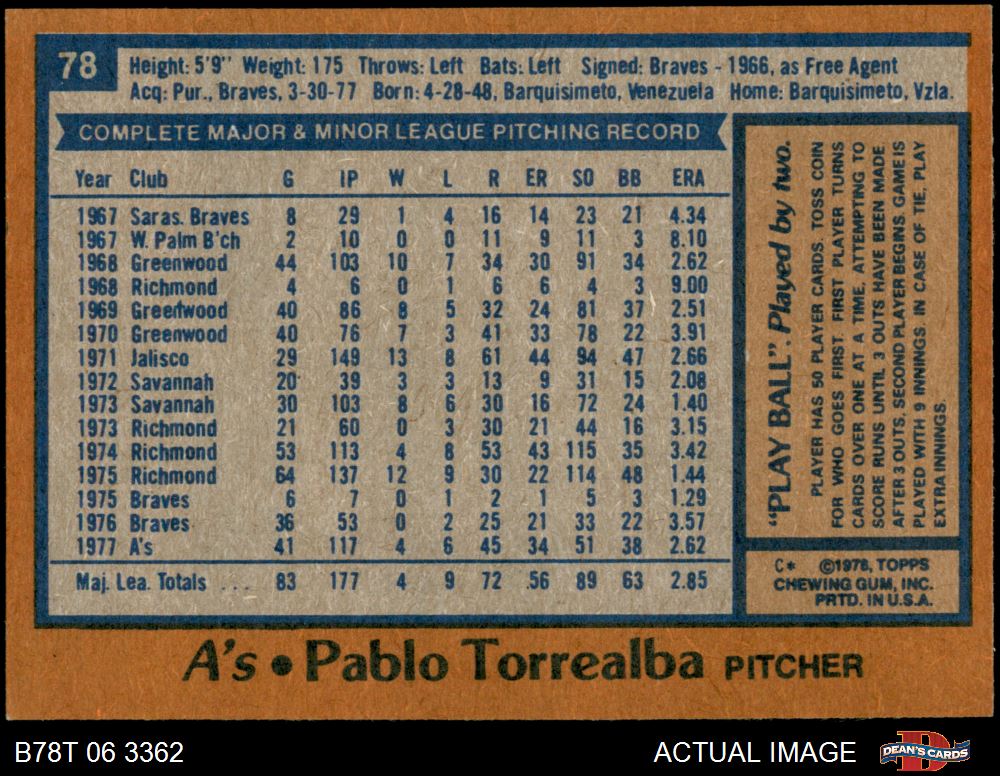 78
Height: 5'9" Weight: 175 Throws: Left Bats: Left Signed: Braves - 1966, as Free Agent
Acq: Pur., Braves, 3-30-77 Born: 4-28-48, Barquisimeto, Venezuela Home: Barquisimeto, Vzla.
COMPLETE MAJOR & MINOR LEAGUE PITCHING RECORD
Year Club G IP W L R ER SO BB ERA
1967 Saras. Braves 8 29 1 4 16 14 23 21 4.34
1967 W. Palm B'ch 2 10 0 0 11 9 11 3 8.10
1968 Greenwood 44 103 10 7 34 30 91 34 2.62
1968 Richmond 4 6 0 1 6 6 4 3 9.00
1969 Greenwood 40 86 8 5 32 24 81 37 2.51
1970 Greenwood 40 76 7 3 41 33 78 22 3.91
1971 Jalisco 29 149 13 8 61 44 94 47 2.66
1972 Savannah 20 39 3 3 13 9 31 15 2.08
1973 Savannah 30 103 8 6 30 16 72 24 1.40
1973 Richmond 21 60 0 3 30 21 44 16 3.15
1974 Richmond 53 113 4 8 53 43 115 35 3.42
1975 Richmond 64 137 12 9 30 22 114 48 1.44
1975 Braves 6 7 0 1 2 1 5 3 1.29
1976 Braves 36 53 0 2 25 21 33 22 3.57
1977 A's 41 117 4 6 45 34 51 38 2.62
Maj. Lea. Totals ... 83 177 4 9 72 56 89 63 2.85
"PLAY BALL". Played by two.
PLAYER HAS 50 PLAYER CARDS. TOSS COIN
FOR WHO GOES FIRST. FIRST PLAYER TURNS
CARDS OVER ONE AT A TIME, ATTEMPTING TO
SCORE RUNS UNTIL 3 OUTS HAVE BEEN MADE.
AFTER 3 OUTS, SECOND PLAYER BEGINS. GAME IS
PLAYED WITH 9 INNINGS. IN CASE OF TIE, PLAY
EXTRA INNINGS.
C* ©1978, TOPPS
CHEWING GUM, INC.
PRTD. IN U.S.A.
A's • Pablo Torrealba PITCHER
B78T 06 3362
ACTUAL IMAGE
D
DEAN'S CARDS